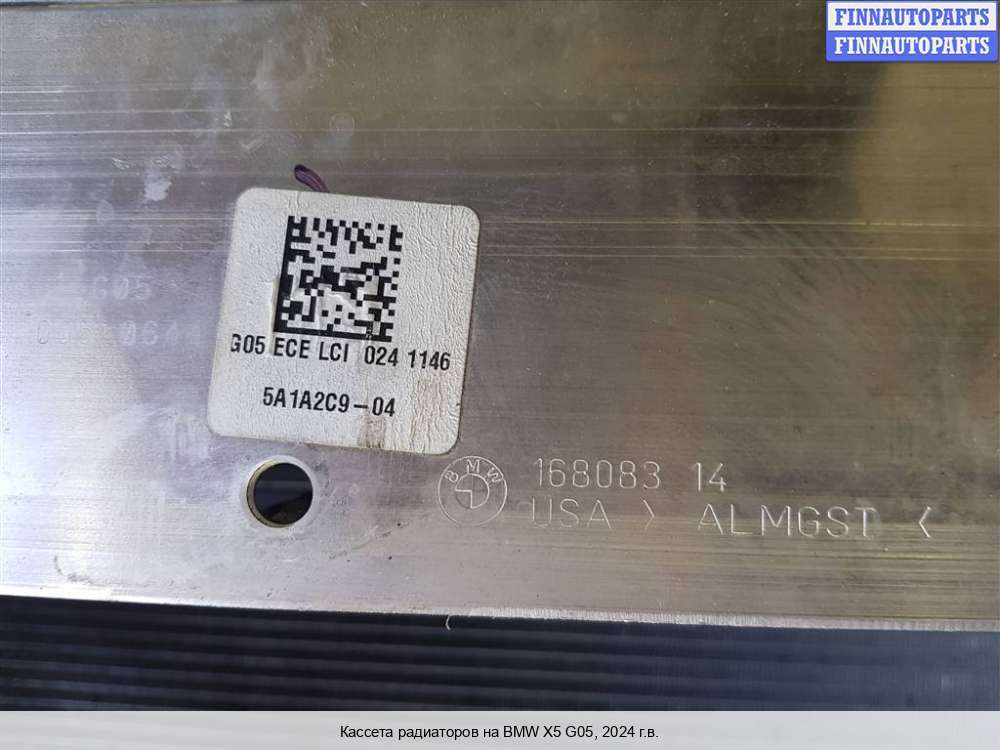 FINNAUTOPARTS
FINNAUTOPARTS
G05 ECE LCI 024 1146
5A1A2C9-04
BMW 168083 14
USA > ALMGST <
Кассета радиаторов на BMW X5 G05, 2024 г.в.